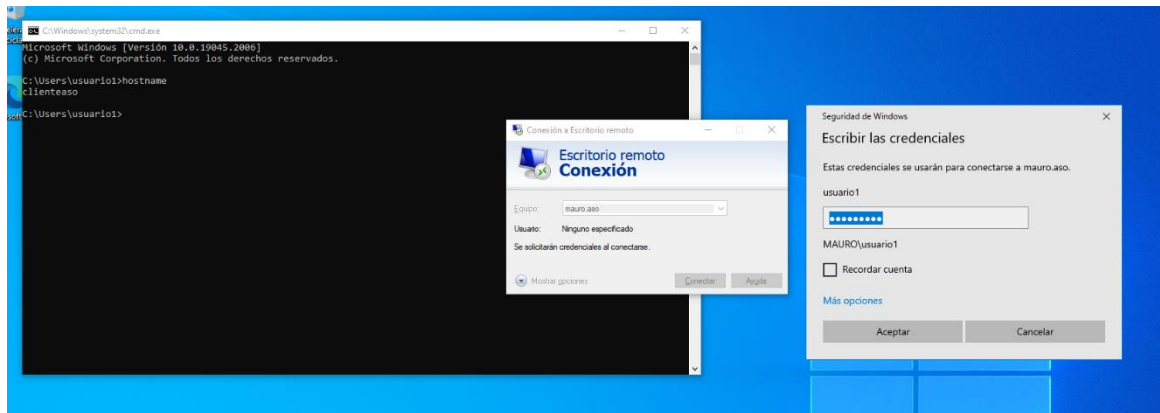 C:\Windows\system32\cmd.exe
Microsoft Windows [Versión 10.0.19045.2006]
(c) Microsoft Corporation. Todos los derechos reservados.
C:\Users\usuario1>hostname
clienteaso
C:\Users\usuario1>
Conexión a Escritorio remoto
Escritorio remoto
Conexión
Equipo: mauro.aso
Usuario: Ninguno especificado
Se solicitarán credenciales al conectarse.
Mostrar opciones Conectar Ayuda
Seguridad de Windows
Escribir las credenciales
Estas credenciales se usarán para conectarse a mauro.aso.
usuario1
•••••••••
MAURO\usuario1
Recordar cuenta
Más opciones
Aceptar Cancelar